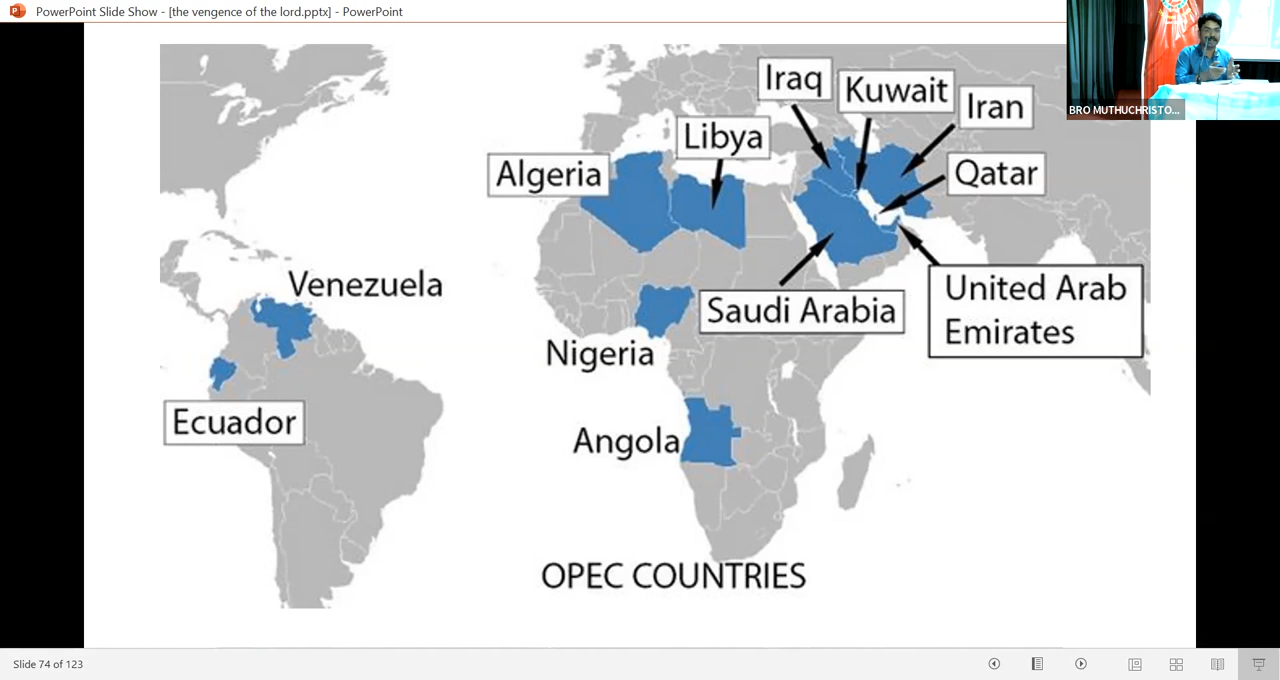 PowerPoint Slide Show - [the vengence of the lord.pptx] - PowerPoint
BRO MUTHUCHRISTO...
Iraq
Kuwait
Iran
Libya
Algeria
Qatar
Venezuela
Saudi Arabia
United Arab
Emirates
Nigeria
Ecuador
Angola
OPEC COUNTRIES
Slide 74 of 123